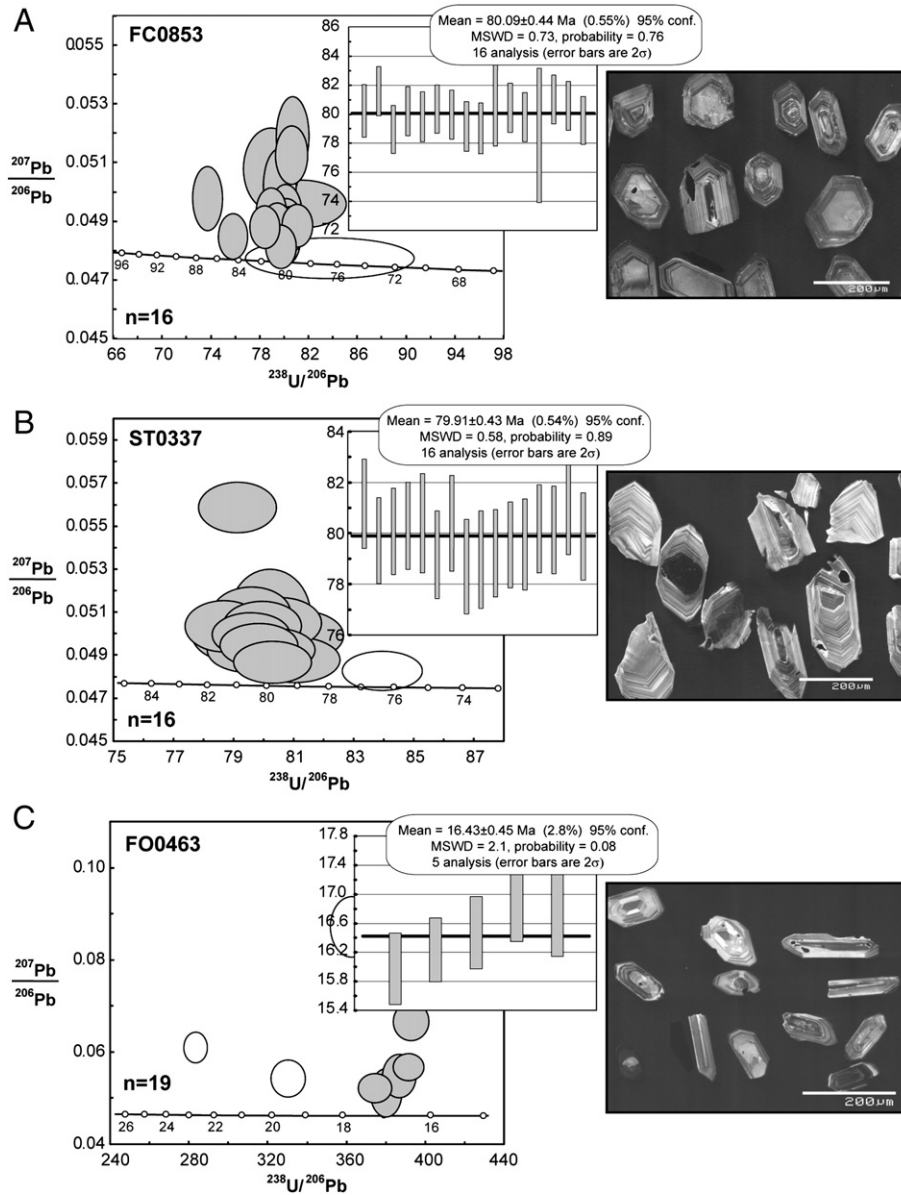 A
FC0853
Mean = 80.09±0.44 Ma (0.55%) 95% conf.
MSWD = 0.73, probability = 0.76
16 analysis (error bars are 2σ)
0.055
0.053
0.051
0.049
0.047
0.045
²⁰⁷Pb
²⁰⁶Pb
86
84
82
80
78
76
74
72
96 92 88 84 80 76 72 68
n=16
66 70 74 78 82 86 90 94 98
²³⁸U/²⁰⁶Pb
200µm
B
ST0337
Mean = 79.91±0.43 Ma (0.54%) 95% conf.
MSWD = 0.58, probability = 0.89
16 analysis (error bars are 2σ)
0.059
0.057
0.055
0.053
0.051
0.049
0.047
0.045
²⁰⁷Pb
²⁰⁶Pb
84
82
80
78
76
84 82 80 78 76 74
n=16
75 77 79 81 83 85 87
²³⁸U/²⁰⁶Pb
200µm
C
FO0463
Mean = 16.43±0.45 Ma (2.8%) 95% conf.
MSWD = 2.1, probability = 0.08
5 analysis (error bars are 2σ)
0.10
0.08
0.06
0.04
²⁰⁷Pb
²⁰⁶Pb
17.8
17.4
17.0
16.6
16.2
15.8
15.4
n=19
26 24 22 20 18 16
240 280 320 360 400 440
²³⁸U/²⁰⁶Pb
200µm